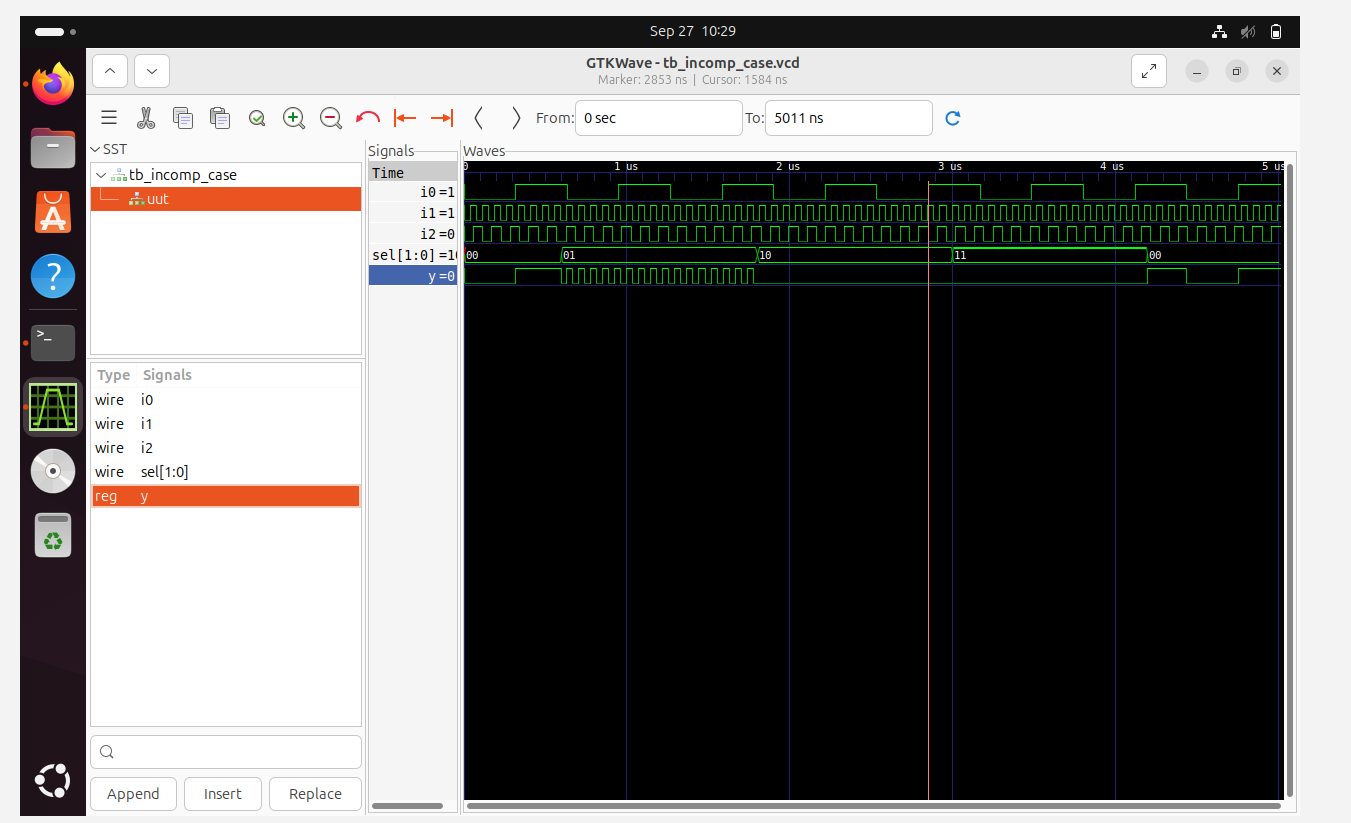 Sep 27 10:29
GTKWave - tb_incomp_case.vcd
Marker: 2853 ns | Cursor: 1584 ns
From: 0 sec To: 5011 ns
SST
tb_incomp_case
uut
Type Signals
wire i0
wire i1
wire i2
wire sel[1:0]
reg y
Append Insert Replace
Signals
Time
i0 =1
i1 =1
i2 =0
sel[1:0] =10
y =0
Waves
0 1 us 2 us 3 us 4 us 5 us
00 01 10 11 00